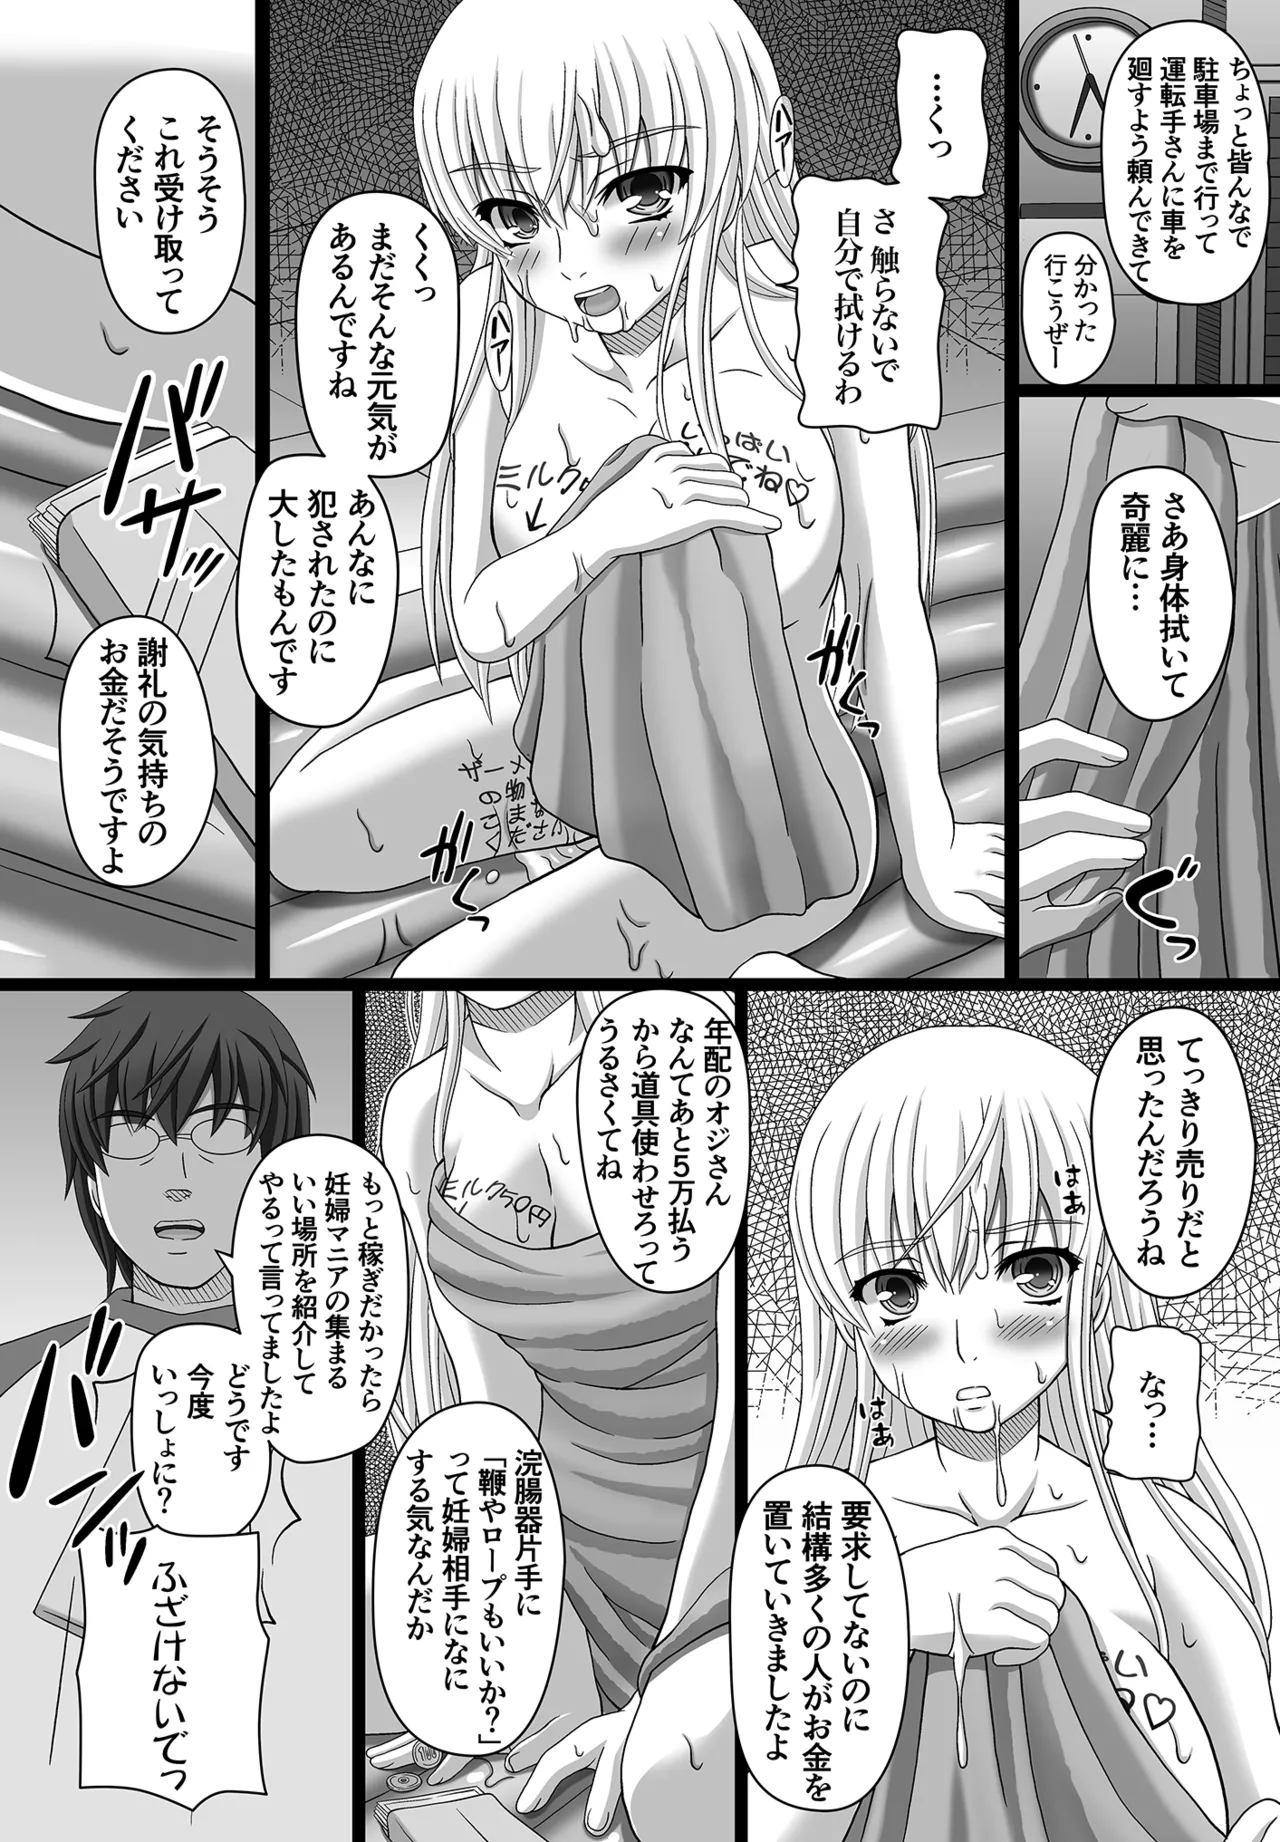 ちょっと皆んなで
駐車場まで行って
運転手さんに車を
廻すよう頼んできて
分かった
行こうぜー
さあ身体拭いて
奇麗に…
ぐっ
…くっ
さ 触らないで
自分で拭けるわ
ハァ
ハァ
くくっ
まだそんな元気が
あるんですね
あんなに
犯されたのに
大したもんです
ミルク
ぱい
でね♡
がくっ
がくっ
そうそう
これ受け取って
ください
バサッ
謝礼の気持ちの
お金だそうですよ
てっきり売りだと
思ったんだろうね
なっ…
はぁ
はぁ
要求してないのに
結構多くの人がお金を
置いていきましたよ
年配のオジさん
なんてあと5万払う
から道具使わせろって
うるさくてね
ミルク50円
浣腸器片手に
「鞭やロープもいいか?」
って妊婦相手になに
する気なんだか
100
もっと稼ぎだかったら
妊婦マニアの集まる
いい場所を紹介して
やるって言ってましたよ
どうです
今度
いっしょに?
ふざけないでっ